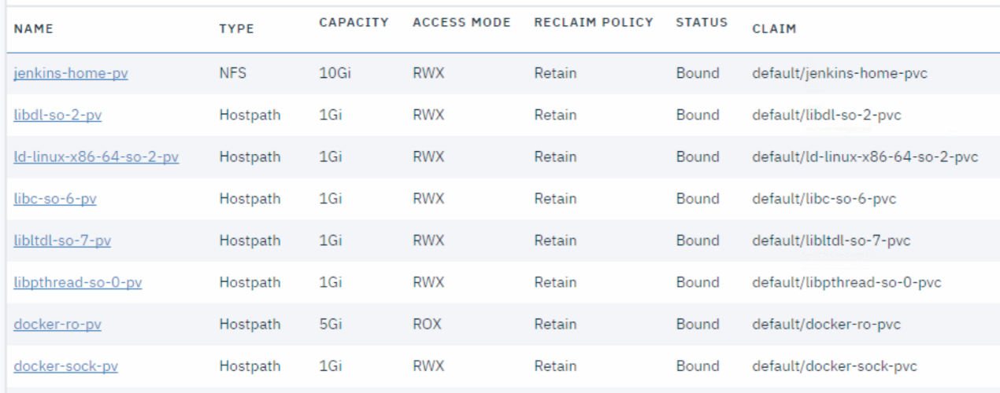 NAME TYPE CAPACITY ACCESS MODE RECLAIM POLICY STATUS CLAIM
jenkins-home-pv NFS 10Gi RWX Retain Bound default/jenkins-home-pvc
libdl-so-2-pv Hostpath 1Gi RWX Retain Bound default/libdl-so-2-pvc
ld-linux-x86-64-so-2-pv Hostpath 1Gi RWX Retain Bound default/ld-linux-x86-64-so-2-pvc
libc-so-6-pv Hostpath 1Gi RWX Retain Bound default/libc-so-6-pvc
libltdl-so-7-pv Hostpath 1Gi RWX Retain Bound default/libltdl-so-7-pvc
libpthread-so-0-pv Hostpath 1Gi RWX Retain Bound default/libpthread-so-0-pvc
docker-ro-pv Hostpath 5Gi ROX Retain Bound default/docker-ro-pvc
docker-sock-pv Hostpath 1Gi RWX Retain Bound default/docker-sock-pvc